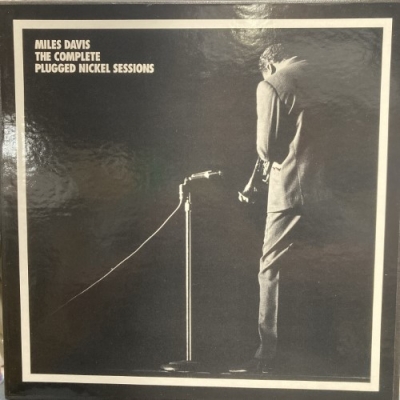 MILES DAVIS
THE COMPLETE
PLUGGED NICKEL SESSIONS